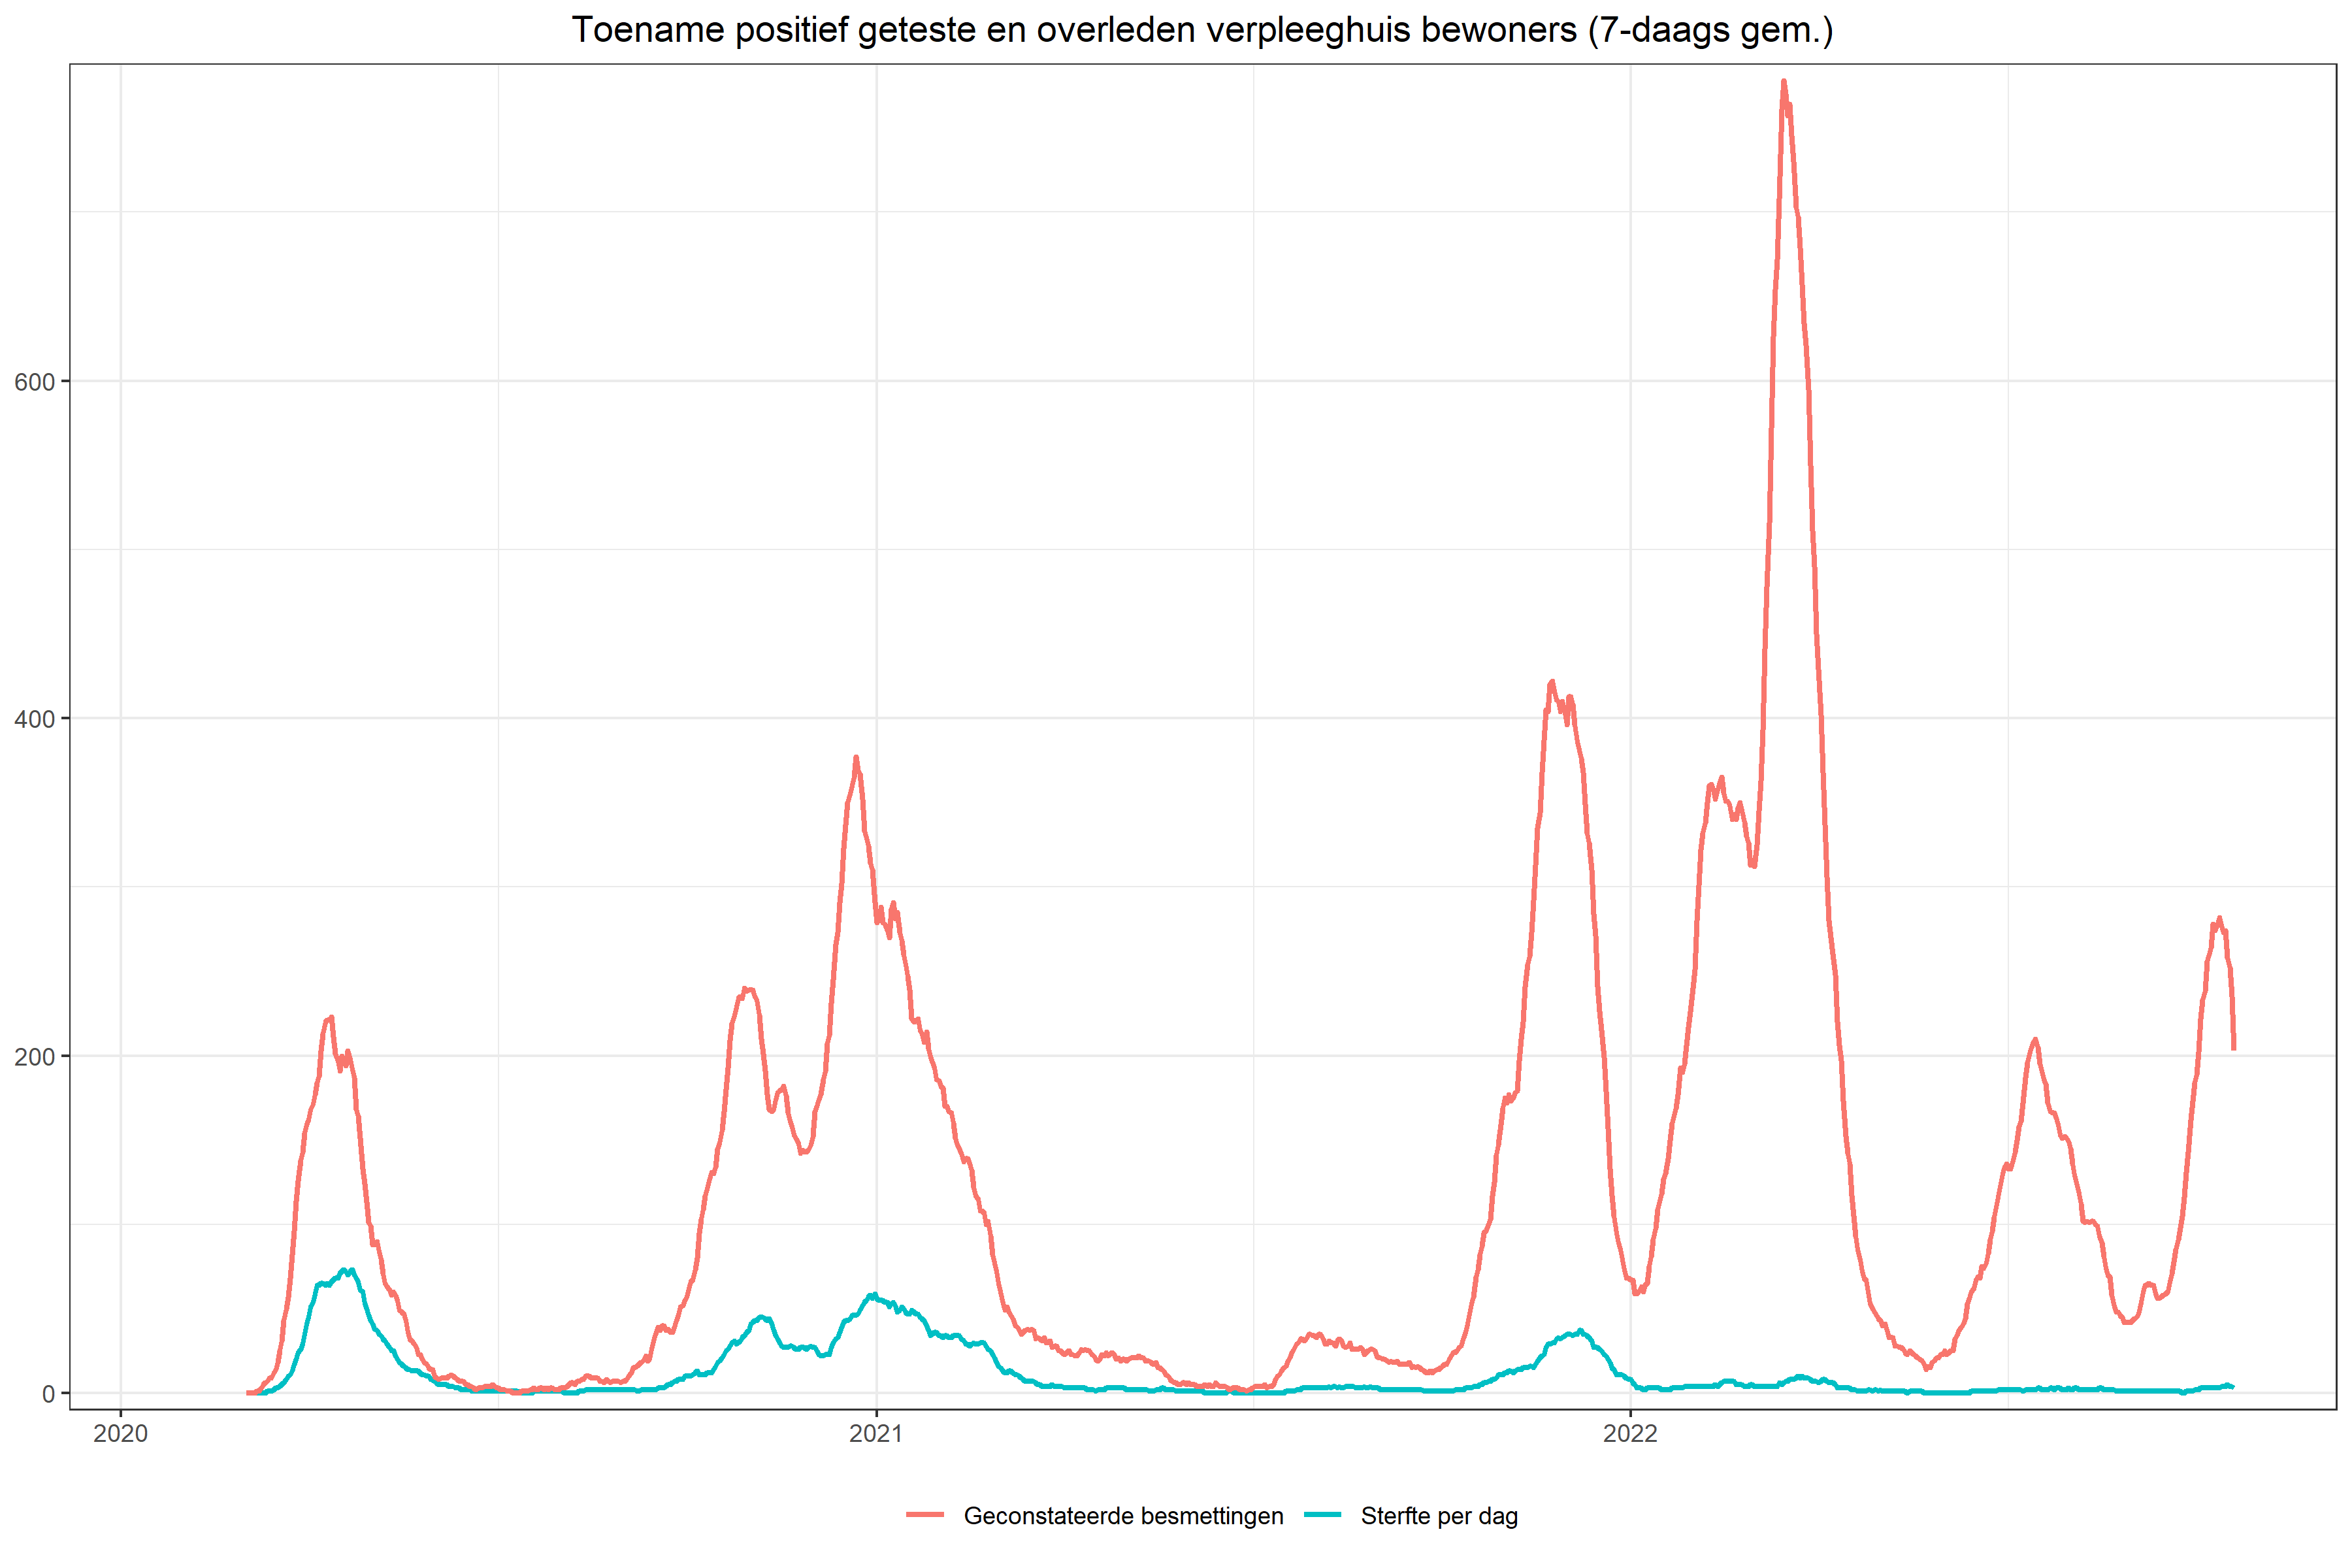 Toename positief geteste en overleden verpleeghuis bewoners (7-daags gem.)
600
400
200
0
2020 2021 2022
Geconstateerde besmettingen Sterfte per dag